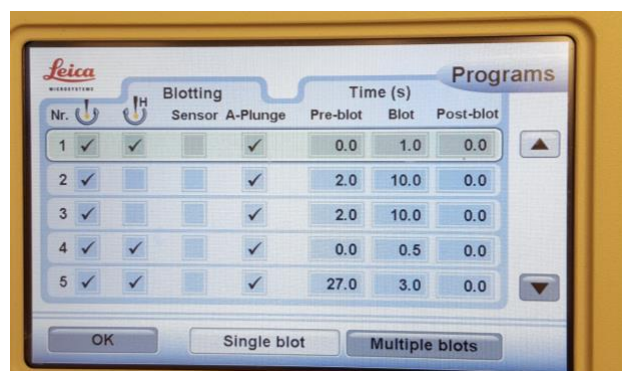 Leica
MICROSYSTEMS
Programs
Blotting
Time (s)
H
Nr. Sensor A-Plunge Pre-blot Blot Post-blot
1 ✓ ✓ ✓ 0.0 1.0 0.0
2 ✓ ✓ 2.0 10.0 0.0
3 ✓ ✓ 2.0 10.0 0.0
4 ✓ ✓ ✓ 0.0 0.5 0.0
5 ✓ ✓ ✓ 27.0 3.0 0.0
OK Single blot Multiple blots